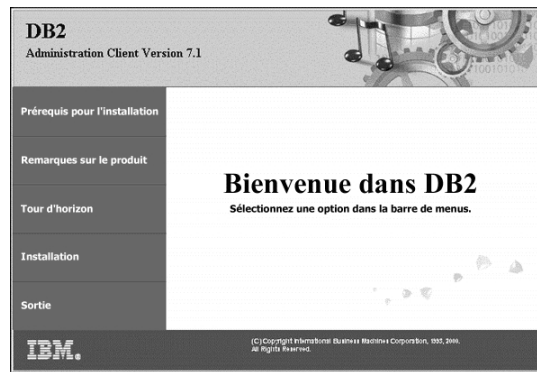 DB2
Administration Client Version 7.1
Prérequis pour l'installation
Remarques sur le produit
Tour d'horizon
Installation
Sortie
Bienvenue dans DB2
Sélectionnez une option dans la barre de menus.
IBM.
(C) Copyright International Business Machines Corporation, 1993, 2000.
All Rights Reserved.